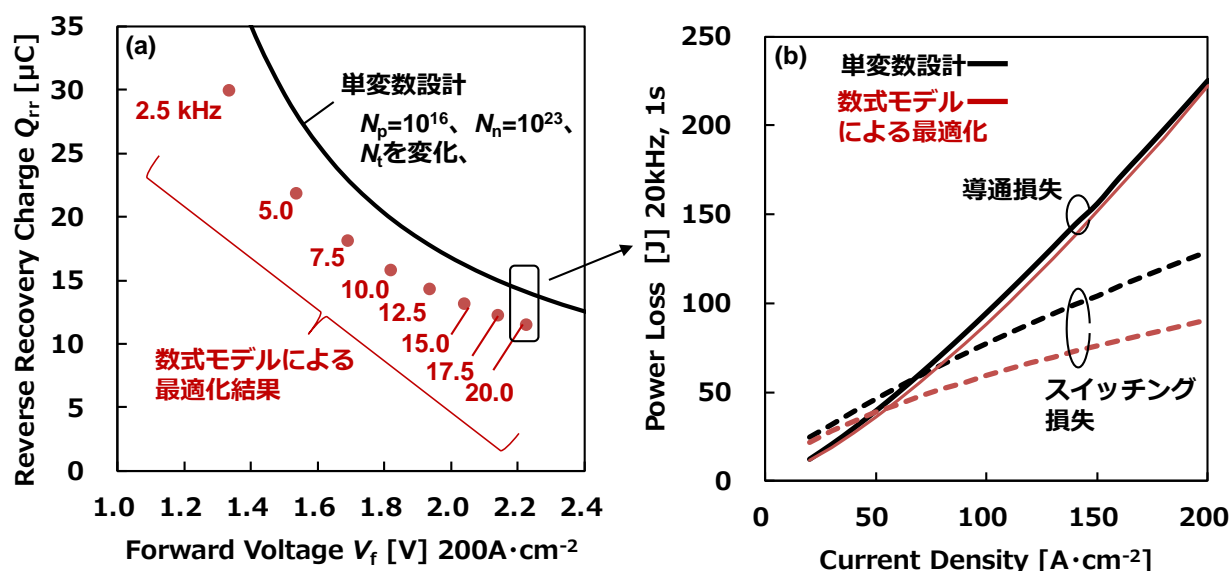 (a)
Reverse Recovery Charge Qrr [μC]
35
30
25
20
15
10
5
0
単変数設計
Np=10¹⁶、 Nn=10²³、
Ntを変化、
2.5 kHz
5.0
7.5
10.0
12.5
15.0
17.5
20.0
数式モデルによる
最適化結果
1.0 1.2 1.4 1.6 1.8 2.0 2.2 2.4
Forward Voltage Vf [V] 200A･cm⁻²
(b)
Power Loss [J] 20kHz, 1s
250
200
150
100
50
0
単変数設計
数式モデル
による最適化
導通損失
スイッチング
損失
0 50 100 150 200
Current Density [A･cm⁻²]